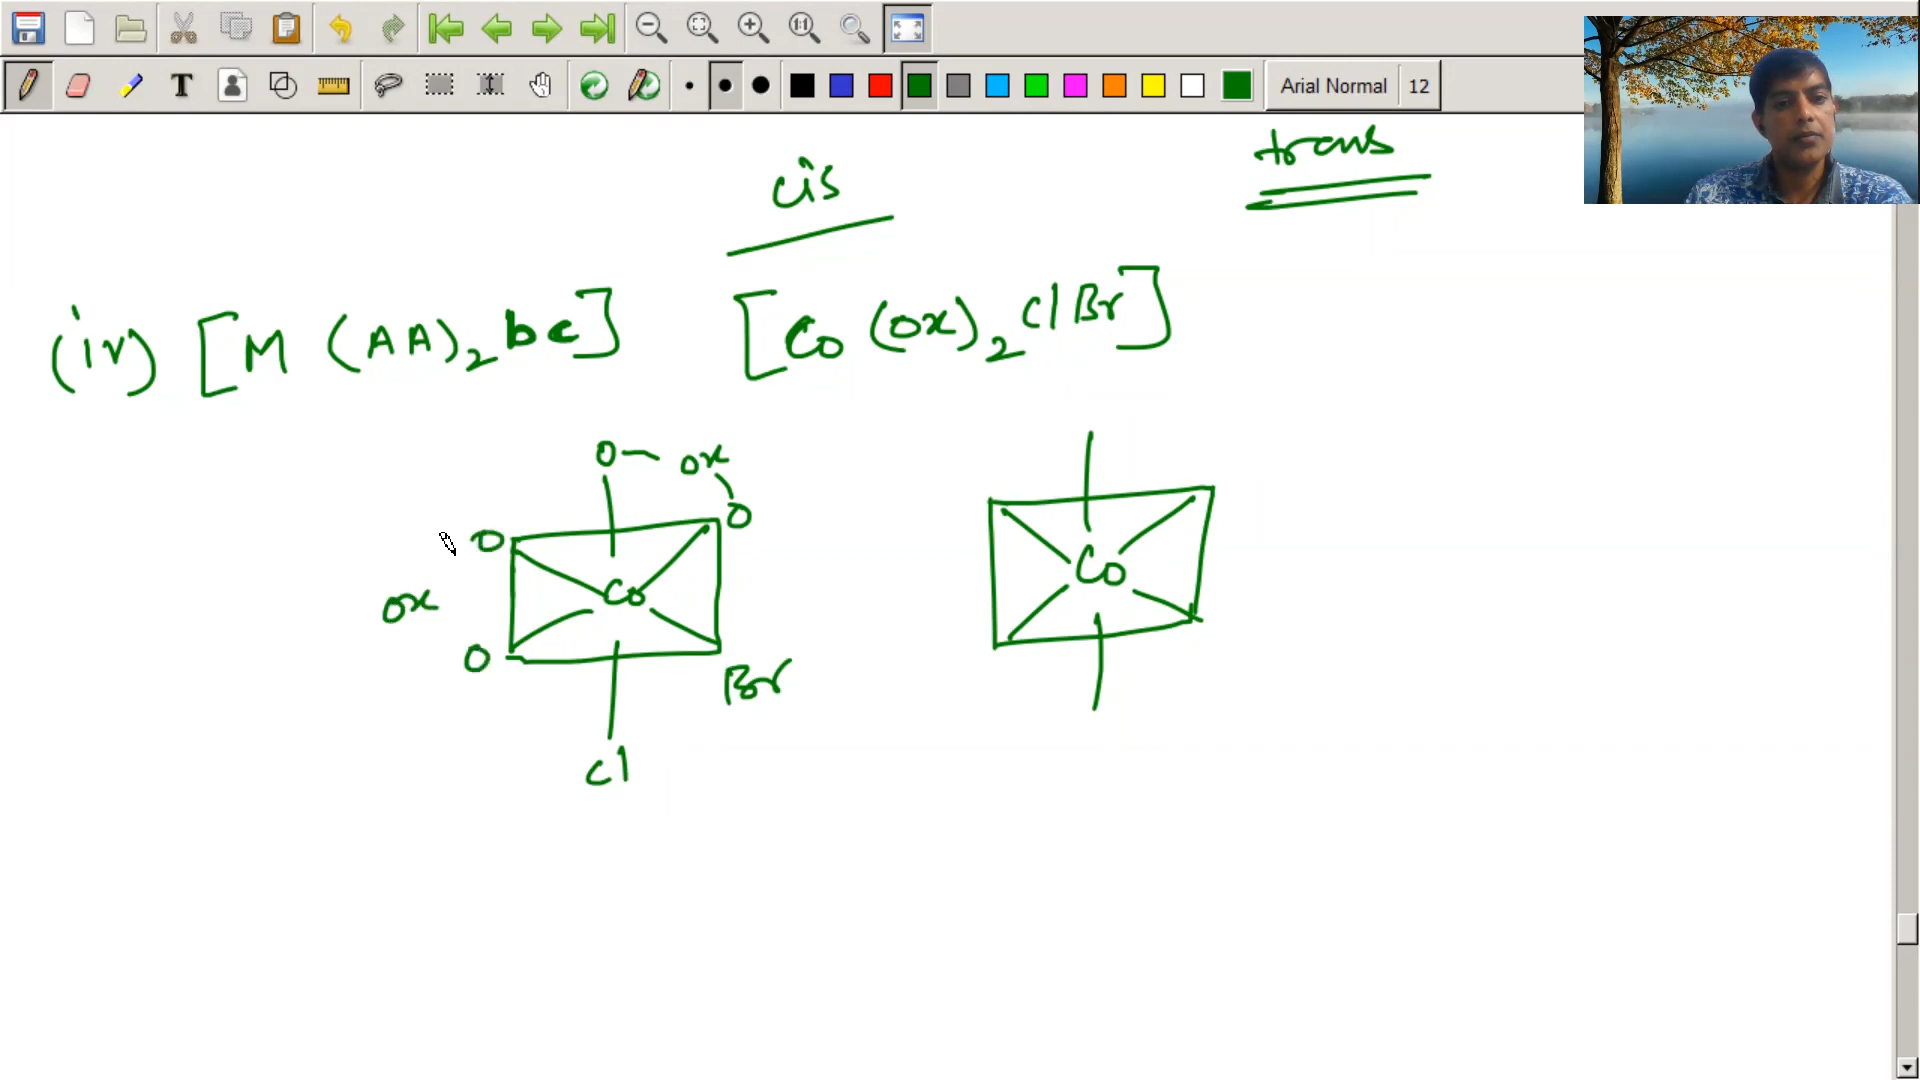 T
Arial Normal 12
cis
trans
(iv) [M (AA)₂ bc] [Co (ox)₂ Cl Br]
O — ox
O
O
Co
ox
O
Br
Cl
Co